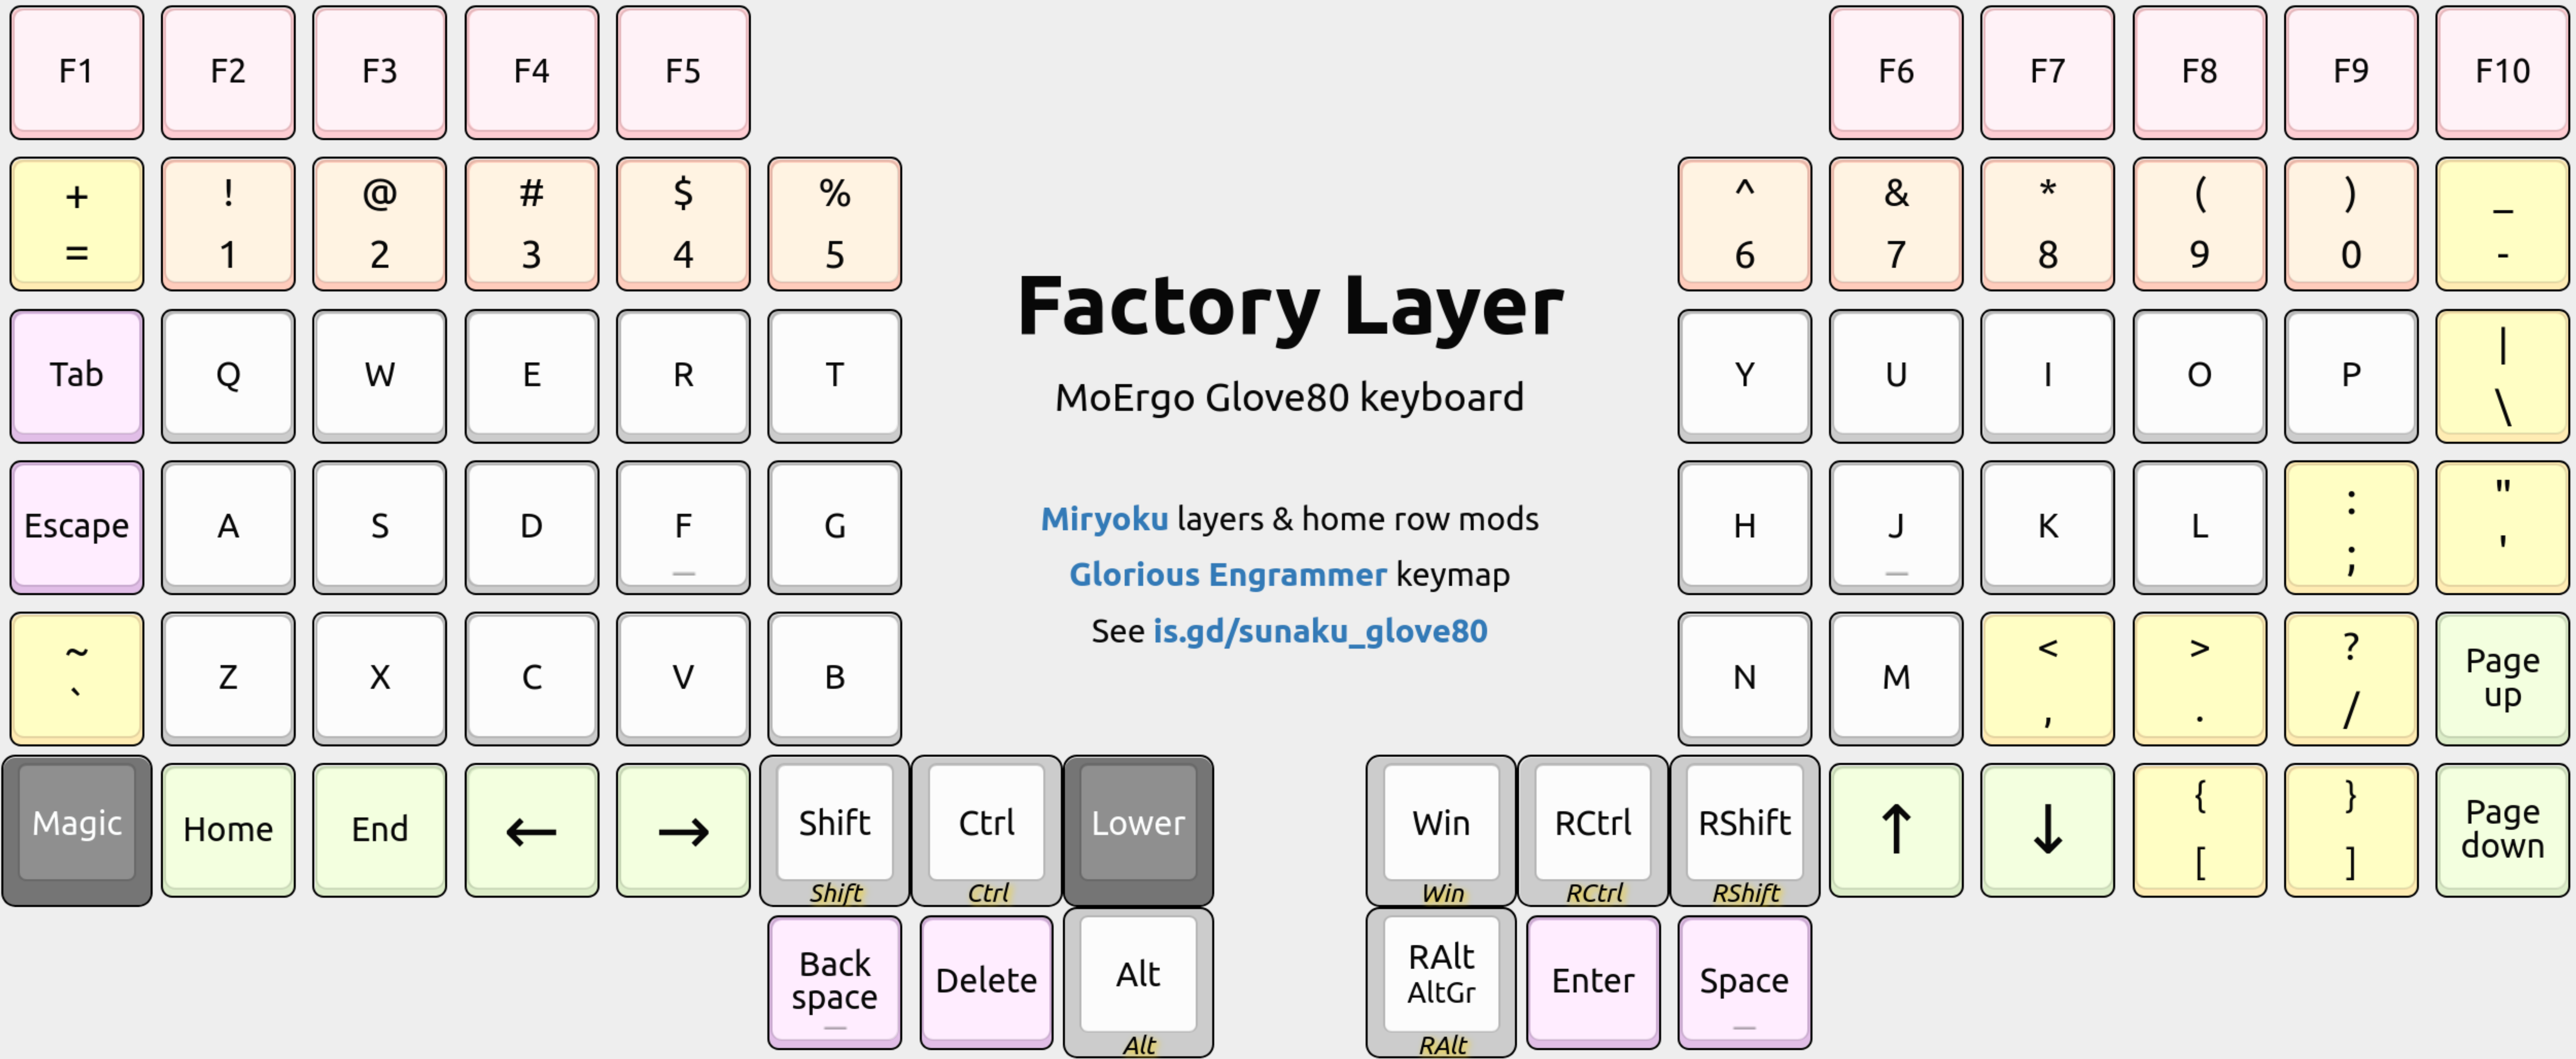 F1 F2 F3 F4 F5 F6 F7 F8 F9 F10
+ ! @ # $ % ^ & * ( ) _
= 1 2 3 4 5 6 7 8 9 0 -
Factory Layer
Tab Q W E R T Y U I O P |
\
MoErgo Glove80 keyboard
Escape A S D F G H J K L : "
; '
Miryoku layers & home row mods
Glorious Engrammer keymap
See is.gd/sunaku_glove80
~ Z X C V B N M < > ? Page
` , . / up
Magic Home End ← → Shift Ctrl Lower Win RCtrl RShift ↑ ↓ { } Page
[ ] down
Shift Ctrl Win RCtrl RShift
Back Delete Alt RAlt Enter Space
space AltGr
Alt RAlt